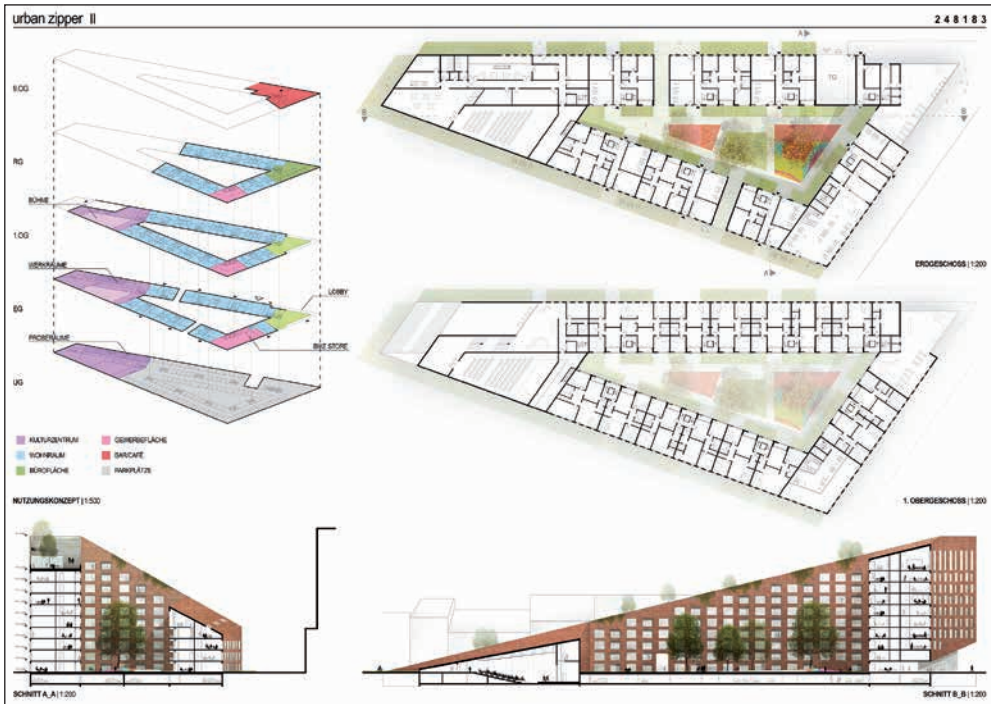 urban zipper II
248183
A
8.OG
RG
BÜHNE
1.OG
WERKRÄUME
LOBBY
EG
PROBERÄUME
BIKE STORE
UG
KULTURZENTRUM
GEWERBEFLÄCHE
WOHNRAUM
BAR/CAFÉ
BÜROFLÄCHE
PARKPLÄTZE
NUTZUNGSKONZEPT | 1:500
TG
A
ERDGESCHOSS | 1:200
1. OBERGESCHOSS | 1:200
SCHNITT A_A | 1:200
SCHNITT B_B | 1:200